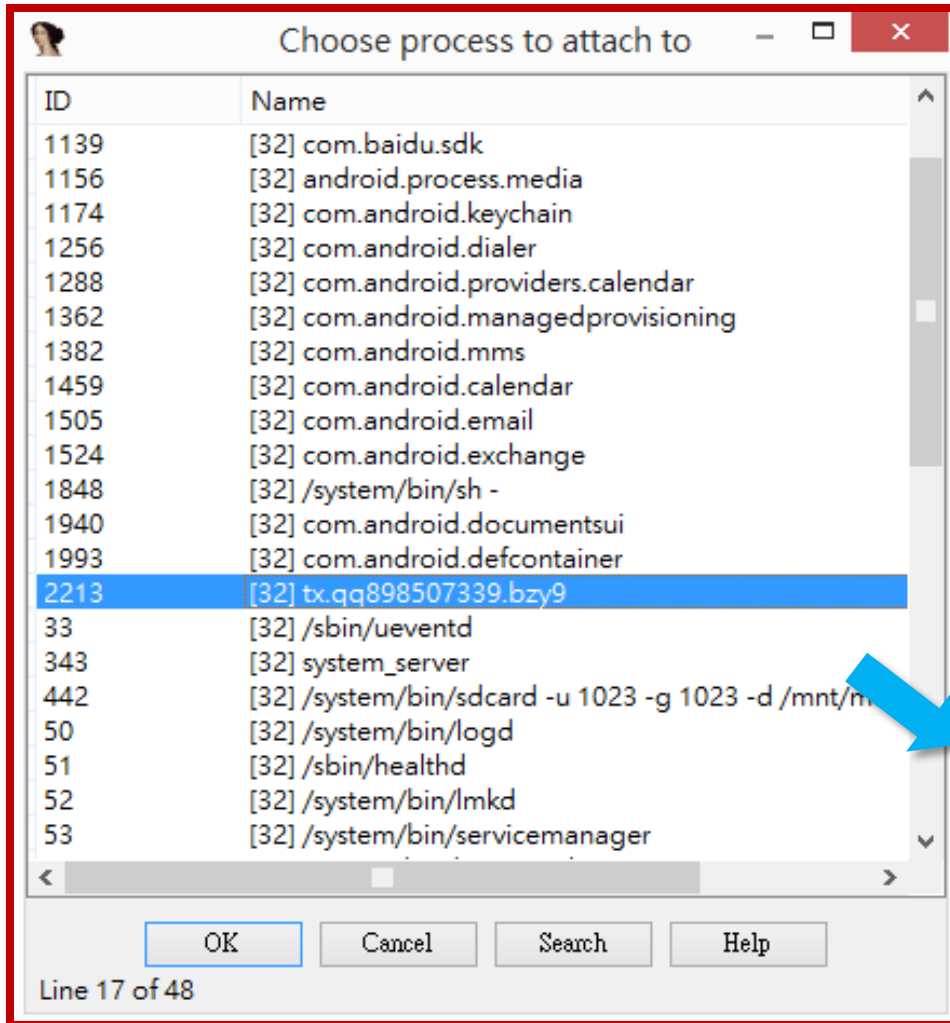 Choose process to attach to
ID Name
1139 [32] com.baidu.sdk
1156 [32] android.process.media
1174 [32] com.android.keychain
1256 [32] com.android.dialer
1288 [32] com.android.providers.calendar
1362 [32] com.android.managedprovisioning
1382 [32] com.android.mms
1459 [32] com.android.calendar
1505 [32] com.android.email
1524 [32] com.android.exchange
1848 [32] /system/bin/sh -
1940 [32] com.android.documentsui
1993 [32] com.android.defcontainer
2213 [32] tx.qq898507339.bzy9
33 [32] /sbin/ueventd
343 [32] system_server
442 [32] /system/bin/sdcard -u 1023 -g 1023 -d /mnt/m
50 [32] /system/bin/logd
51 [32] /sbin/healthd
52 [32] /system/bin/lmkd
53 [32] /system/bin/servicemanager
OK Cancel Search Help
Line 17 of 48